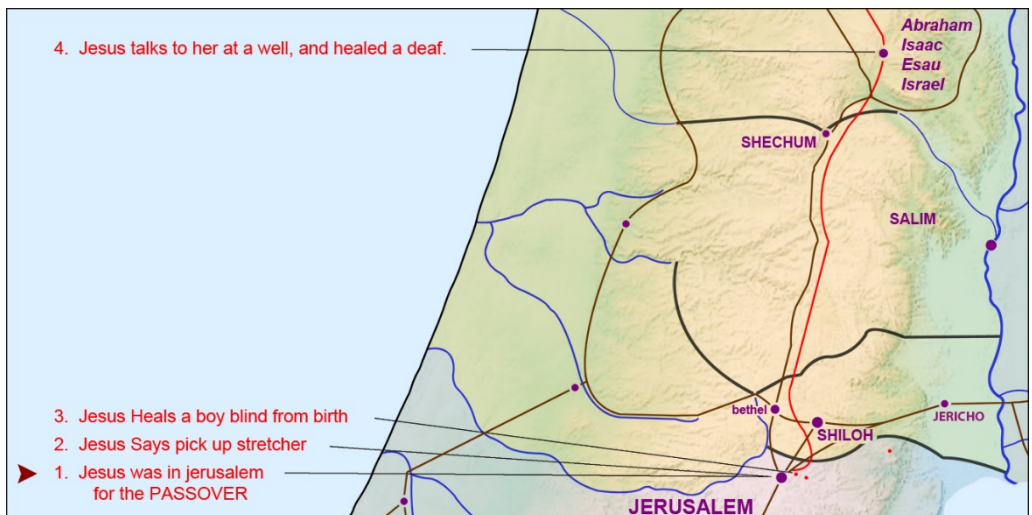 4. Jesus talks to her at a well, and healed a deaf.
Abraham
Isaac
Esau
Israel
SHECHUM
SALIM
3. Jesus Heals a boy blind from birth
bethel
JERICHO
2. Jesus Says pick up stretcher
SHILOH
1. Jesus was in jerusalem
for the PASSOVER
JERUSALEM